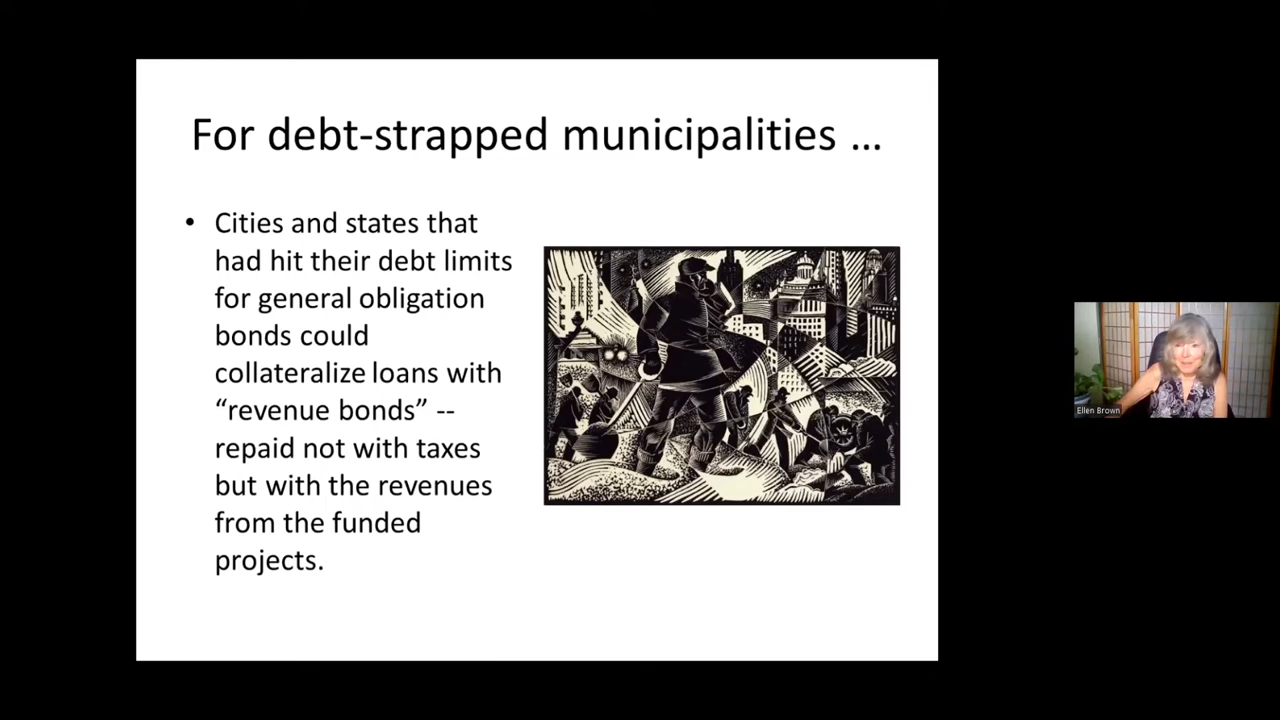 For debt-strapped municipalities ...
• Cities and states that
had hit their debt limits
for general obligation
bonds could
collateralize loans with
“revenue bonds” --
repaid not with taxes
but with the revenues
from the funded
projects.
Ellen Brown